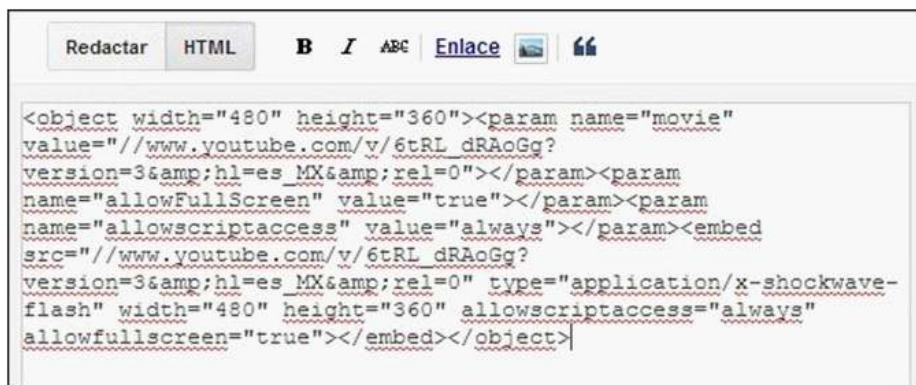 Redactar HTML B I ABC Enlace
<object width="480" height="360"><param name="movie"
value="//www.youtube.com/v/6tRL_dRAoGg?
version=3&amp;hl=es_MX&amp;rel=0"></param><param
name="allowFullScreen" value="true"></param><param
name="allowscriptaccess" value="always"></param><embed
src="//www.youtube.com/v/6tRL_dRAoGg?
version=3&amp;hl=es_MX&amp;rel=0" type="application/x-shockwave-
flash" width="480" height="360" allowscriptaccess="always"
allowfullscreen="true"></embed></object>